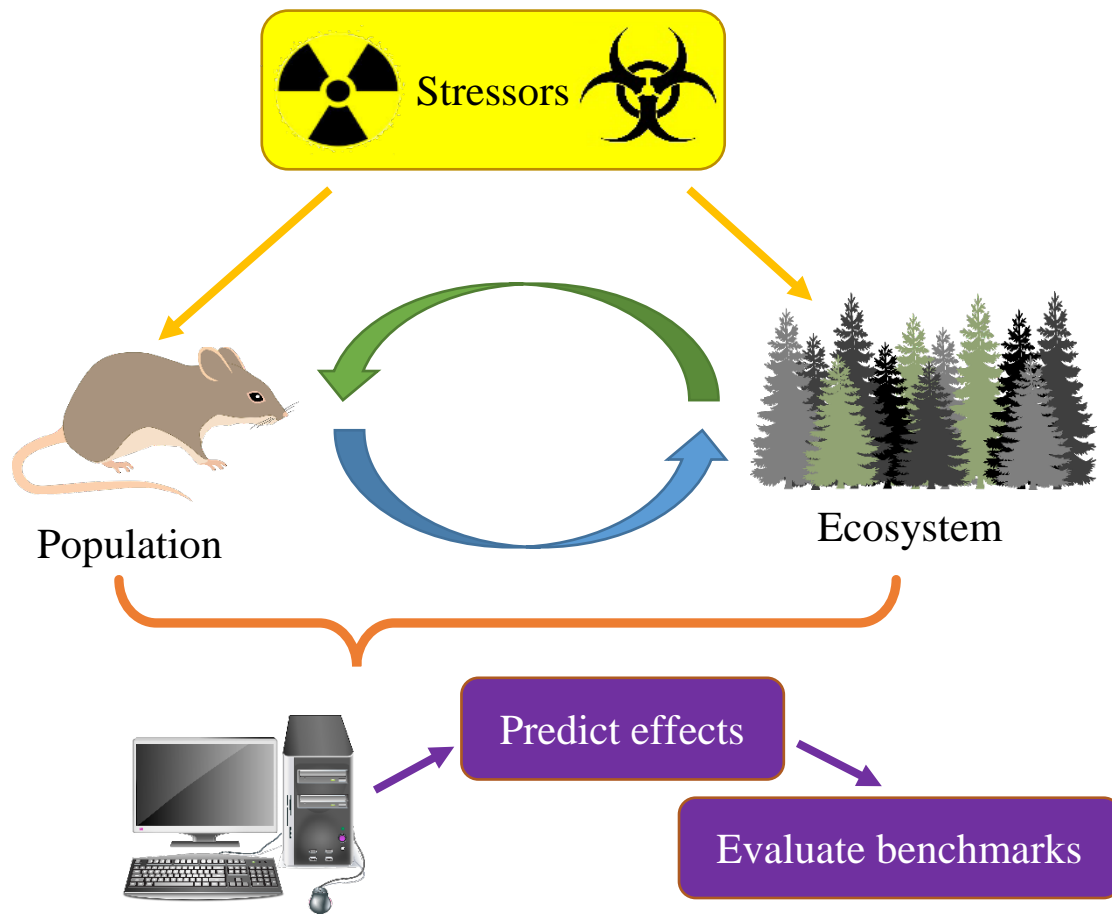 Stressors
Population
Ecosystem
Predict effects
Evaluate benchmarks